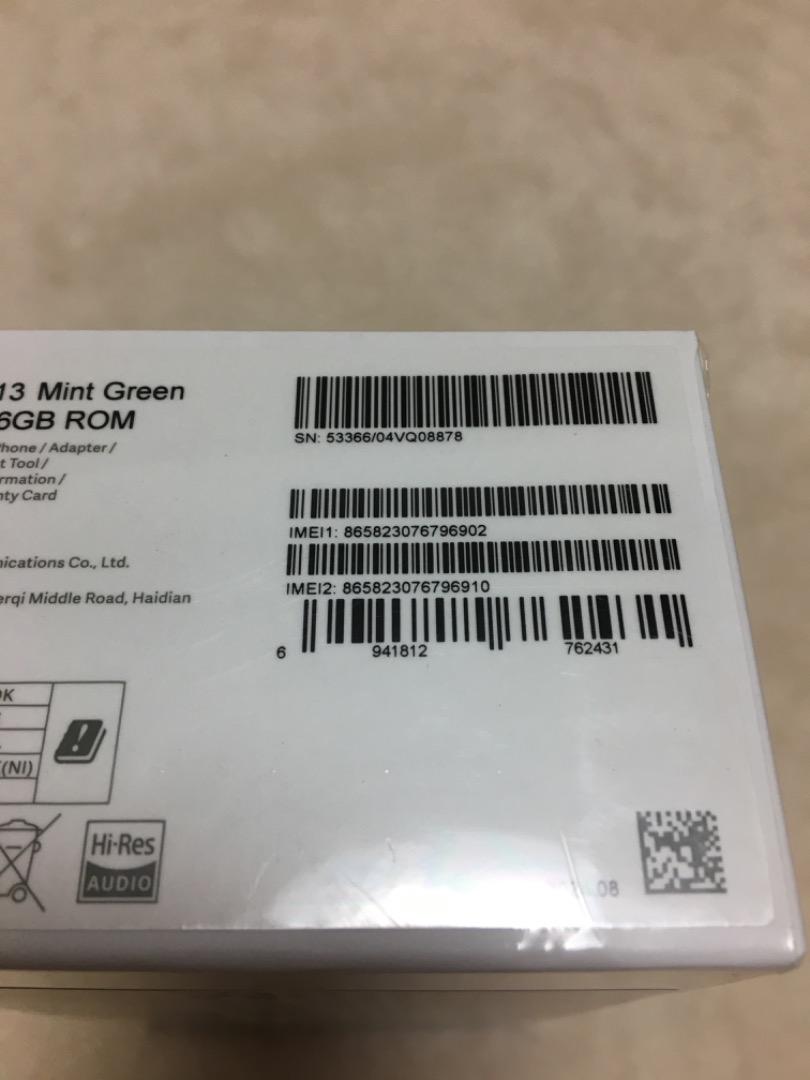 13 Mint Green
6GB ROM
hone / Adapter /
t Tool /
rmation /
nty Card
nications Co., Ltd.
erqi Middle Road, Haidian
SN: 53366/04VQ08878
IMEI1: 865823076796902
IMEI2: 865823076796910
6 941812 762431
(NI)
Hi-Res
AUDIO
08